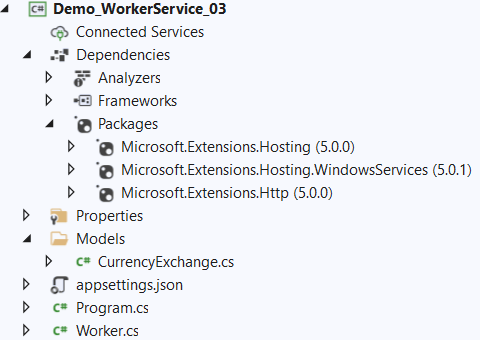 Demo_WorkerService_03
Connected Services
Dependencies
Analyzers
Frameworks
Packages
Microsoft.Extensions.Hosting (5.0.0)
Microsoft.Extensions.Hosting.WindowsServices (5.0.1)
Microsoft.Extensions.Http (5.0.0)
Properties
Models
C# CurrencyExchange.cs
appsettings.json
C# Program.cs
C# Worker.cs